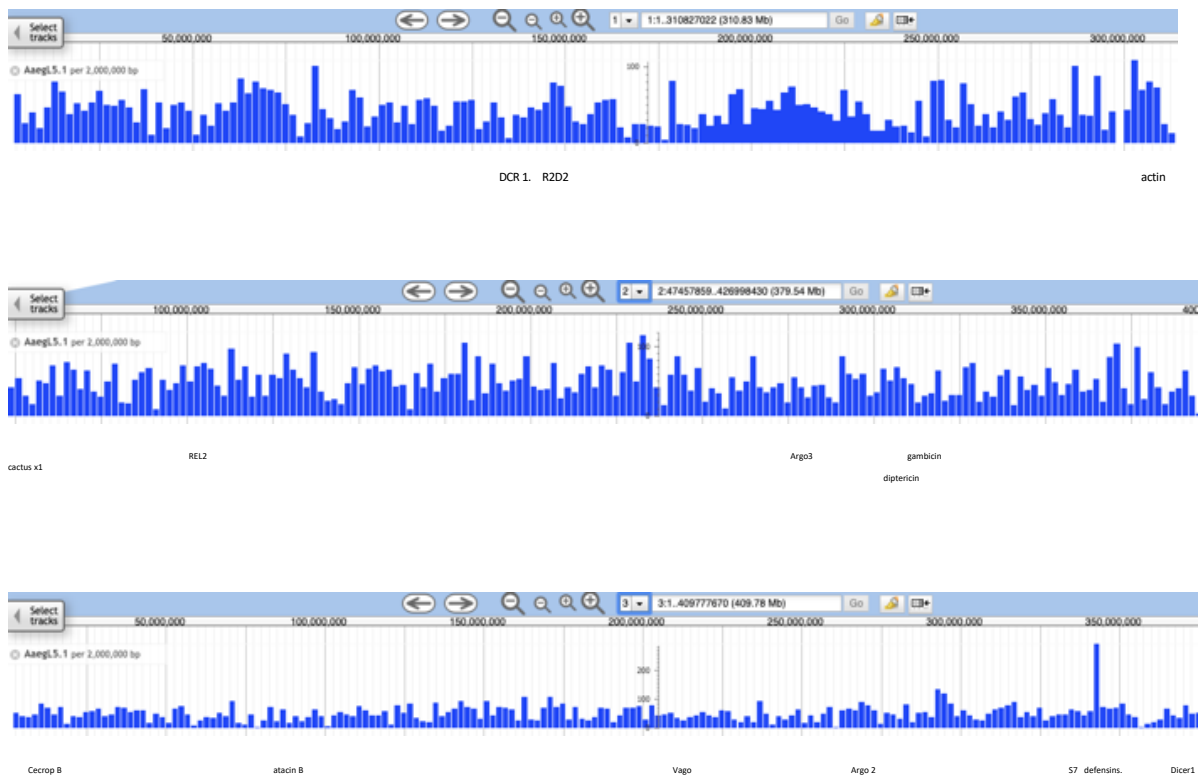 Select tracks 1 1:1..310827022 (310.83 Mb) Go
50,000,000 100,000,000 150,000,000 200,000,000 250,000,000 300,000,000
AaegL5.1 per 2,000,000 bp 100
DCR 1. R2D2 actin
Select tracks 2 2:47457859..426998430 (379.54 Mb) Go
100,000,000 150,000,000 200,000,000 250,000,000 300,000,000 350,000,000 400
AaegL5.1 per 2,000,000 bp 100
REL2 Argo3 gambicin
cactus x1
diptericin
Select tracks 3 3:1..409777670 (409.78 Mb) Go
50,000,000 100,000,000 150,000,000 200,000,000 250,000,000 300,000,000 350,000,000
AaegL5.1 per 2,000,000 bp 200
100
Cecrop B atacin B Vago Argo 2 S7 defensins. Dicer1